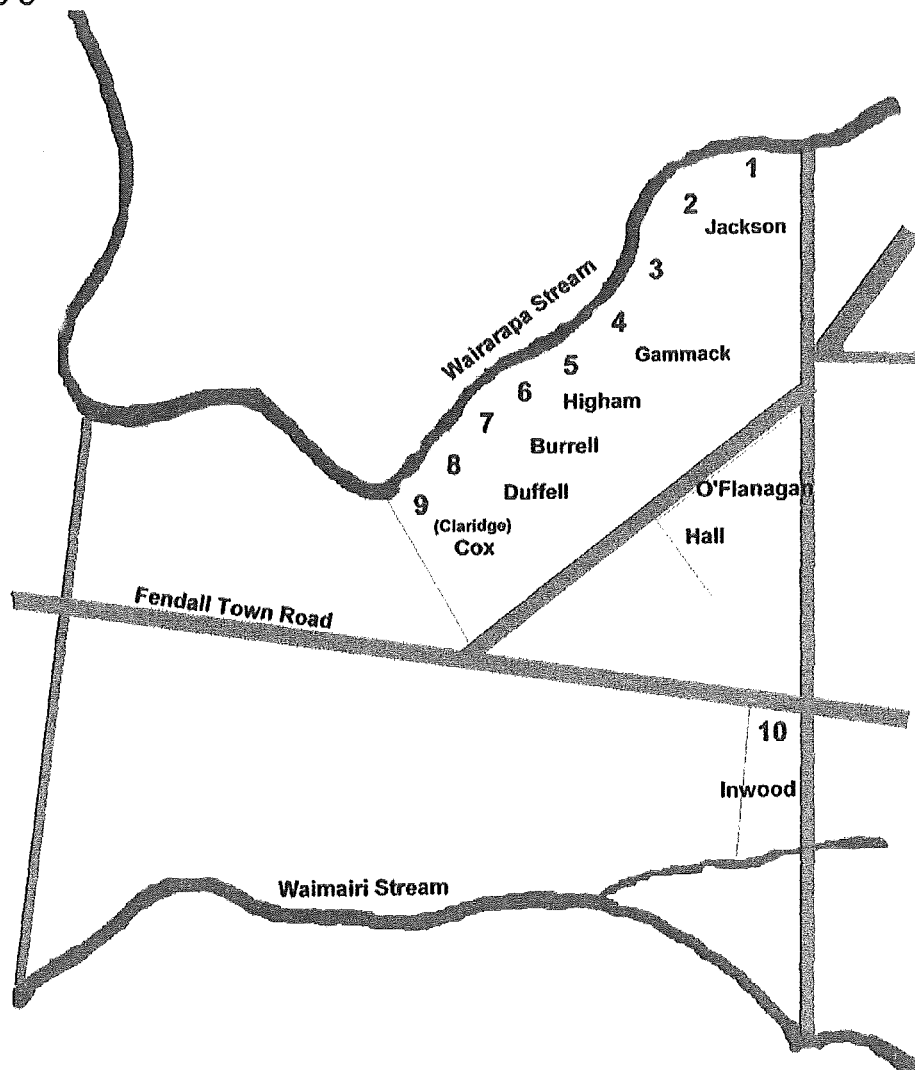 1
2
Jackson
3
Wairarapa Stream
4
Gammack
5
6
Higham
7
Burrell
8
Duffell
O'Flanagan
9
(Claridge)
Cox
Hall
Fendall Town Road
10
Inwood
Waimairi Stream